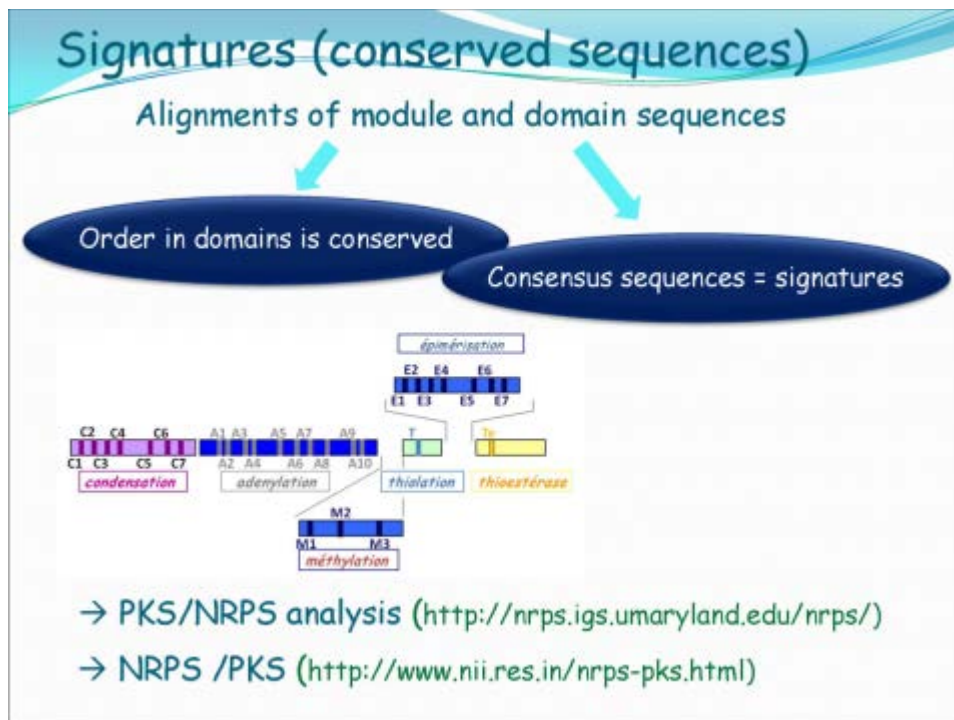 Signatures (conserved sequences)
Alignments of module and domain sequences
Order in domains is conserved
Consensus sequences = signatures
épimérisation
E2 E4 E6
E1 E3 E5 E7
C2 C4 C6 A1 A3 A5 A7 A9 T Te
C1 C3 C5 C7 A2 A4 A6 A8 A10
condensation adenylation thiolation thioestérase
M2
M1 M3
méthylation
→ PKS/NRPS analysis (http://nrps.igs.umaryland.edu/nrps/)
→ NRPS /PKS (http://www.nii.res.in/nrps-pks.html)